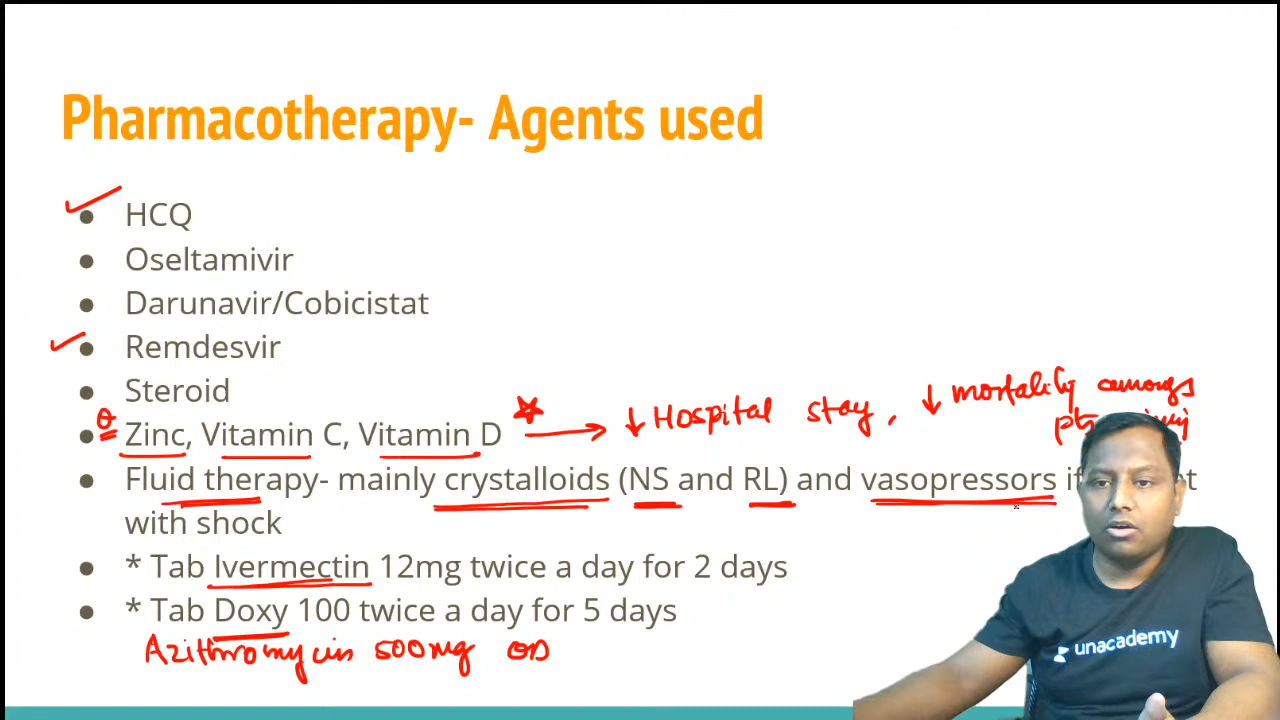 Pharmacotherapy- Agents used
● HCQ
● Oseltamivir
● Darunavir/Cobicistat
● Remdesvir
● Steroid
● Zinc, Vitamin C, Vitamin D
↓ Hospital stay, ↓ mortality among
● Fluid therapy- mainly crystalloids (NS and RL) and vasopressors
with shock
● * Tab Ivermectin 12mg twice a day for 2 days
● * Tab Doxy 100 twice a day for 5 days
Azithromycin 500mg OD
unacademy